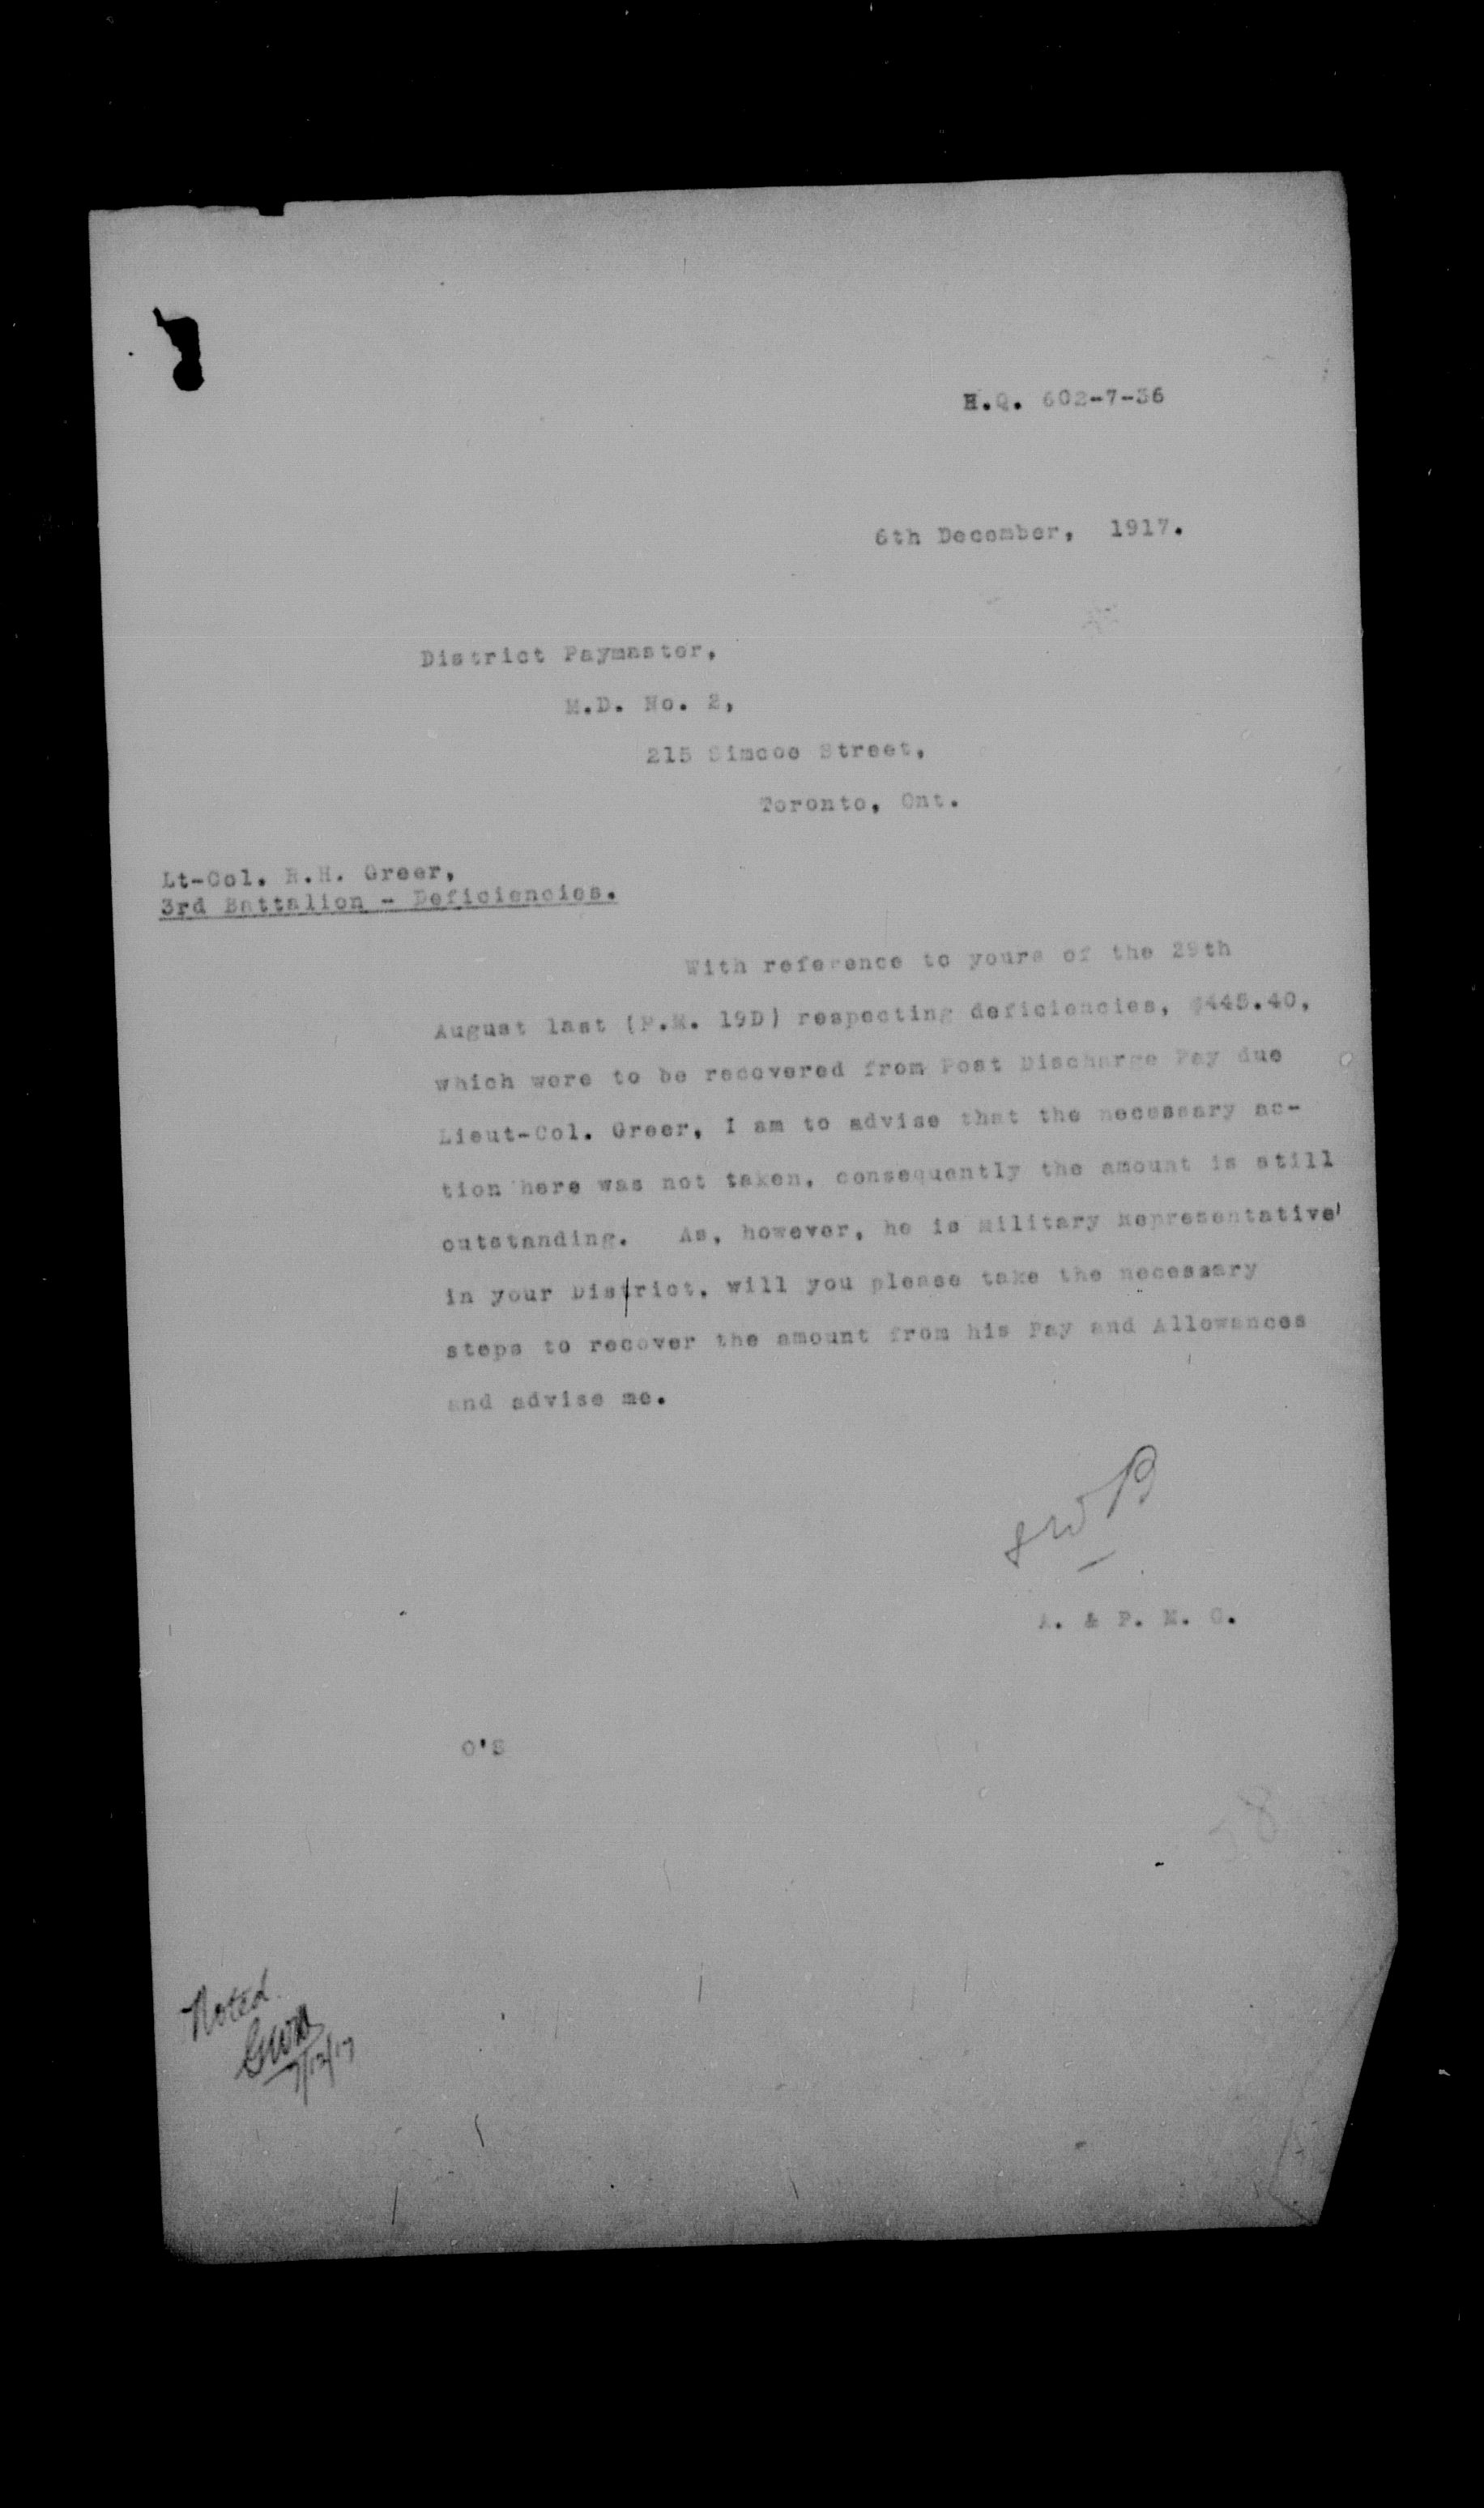 H.Q. 602-7-36
6th December, 1917.
District Paymaster,
M.D. No. 2,
215 Simcoe Street,
Toronto, Ont.
Lt-Col. R.H. Greer,
3rd Battalion - Deficiencies.
With reference to yours of the 29th
August last (P.M. 19D) respecting deficiencies, $445.40,
which were to be recovered from Post Discharge Pay due
Lieut-Col. Greer, I am to advise that the necessary ac-
tion here was not taken, consequently the amount is still
outstanding. As, however, he is Military Representative
in your District, will you please take the necessary
steps to recover the amount from his Pay and Allowances
and advise me.
A. & P. M. G.
O'S
58
Noted
7/12/17